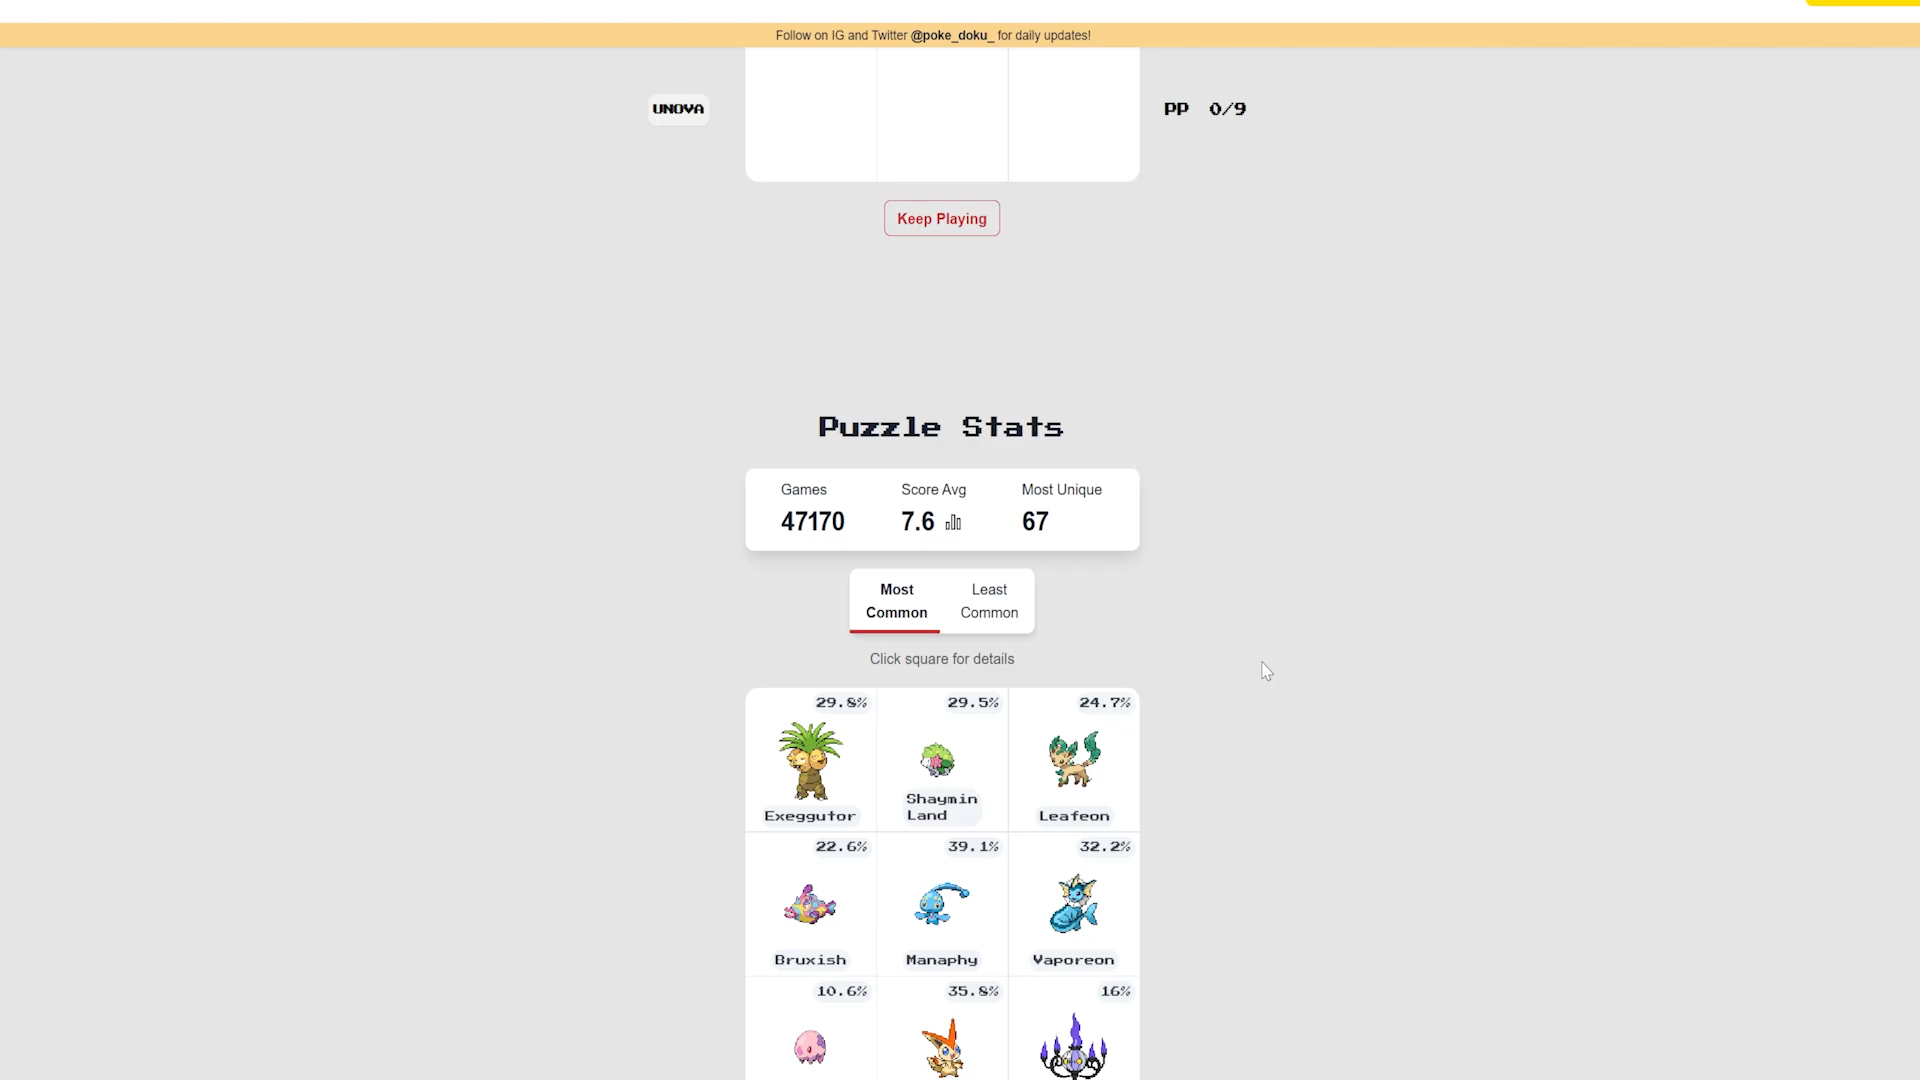 Follow on IG and Twitter @poke_doku_ for daily updates!
UNOVA
PP 0/9
Keep Playing
Puzzle Stats
Games Score Avg Most Unique
47170 7.6 67
Most Common
Least Common
Click square for details
29.8% 29.5% 24.7%
Exeggutor Shaymin Land Leafeon
22.6% 39.1% 32.2%
Bruxish Manaphy Vaporeon
10.6% 35.8% 16%